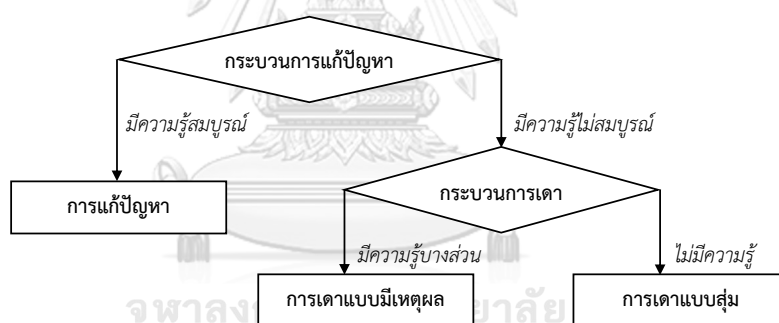 กระบวนการแก้ปัญหา
มีความรู้สมบูรณ์
มีความรู้ไม่สมบูรณ์
การแก้ปัญหา
กระบวนการเดา
มีความรู้บางส่วน
ไม่มีความรู้
การเดาแบบมีเหตุผล
การเดาแบบสุ่ม